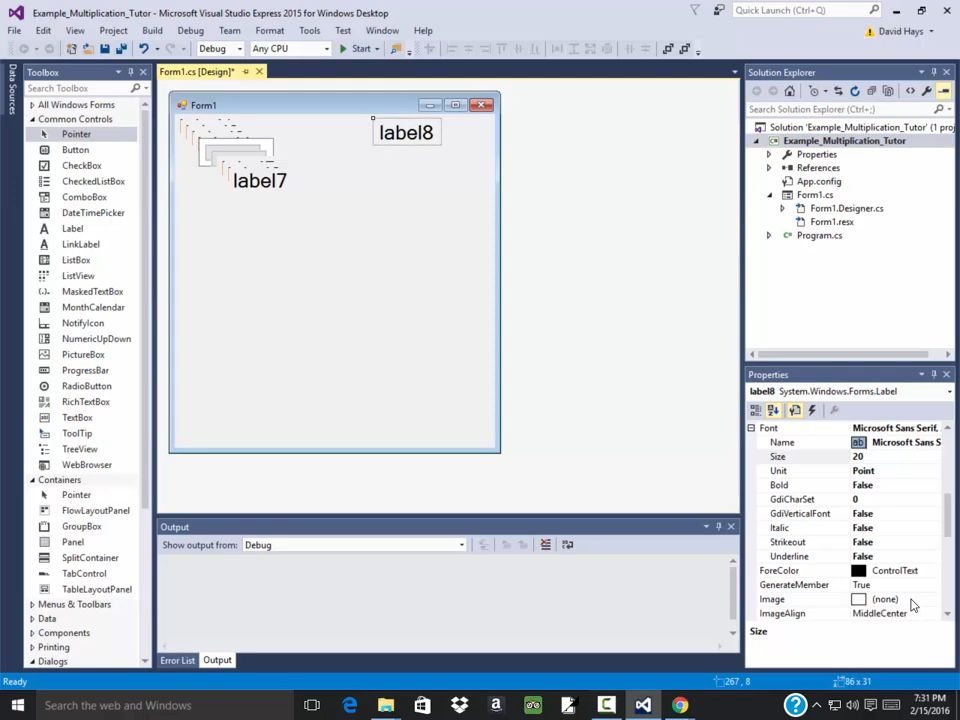 Example_Multiplication_Tutor - Microsoft Visual Studio Express 2015 for Windows Desktop
Quick Launch (Ctrl+Q)
File Edit View Project Build Debug Team Format Tools Test Window Help
David Hays
Debug Any CPU Start
Data Sources
Toolbox
Search Toolbox
All Windows Forms
Common Controls
Pointer
Button
CheckBox
CheckedListBox
ComboBox
DateTimePicker
Label
LinkLabel
ListBox
ListView
MaskedTextBox
MonthCalendar
NotifyIcon
NumericUpDown
PictureBox
ProgressBar
RadioButton
RichTextBox
TextBox
ToolTip
TreeView
WebBrowser
Containers
Pointer
FlowLayoutPanel
GroupBox
Panel
SplitContainer
TabControl
TableLayoutPanel
Menus & Toolbars
Data
Components
Printing
Dialogs
Form1.cs [Design]*
Form1
label8
label7
Output
Show output from: Debug
Error List Output
Solution Explorer
Search Solution Explorer (Ctrl+;)
Solution 'Example_Multiplication_Tutor' (1 proj
Example_Multiplication_Tutor
Properties
References
App.config
Form1.cs
Form1.Designer.cs
Form1.resx
Program.cs
Properties
label8 System.Windows.Forms.Label
Font Microsoft Sans Serif,
Name ab Microsoft Sans S
Size 20
Unit Point
Bold False
GdiCharSet 0
GdiVerticalFont False
Italic False
Strikeout False
Underline False
ForeColor ControlText
GenerateMember True
Image (none)
ImageAlign MiddleCenter
Size
Ready 267 , 8 86 x 31
Search the web and Windows
7:31 PM
2/15/2016